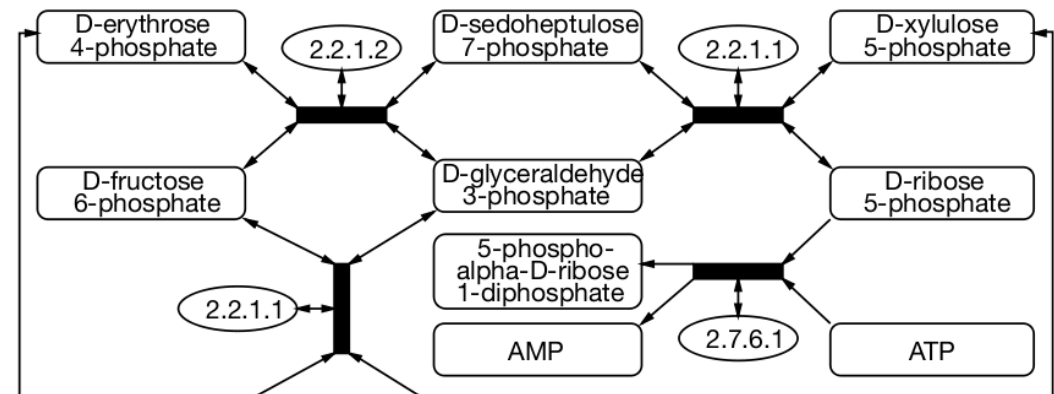 D-erythrose
4-phosphate
2.2.1.2
D-sedoheptulose
7-phosphate
2.2.1.1
D-xylulose
5-phosphate
D-fructose
6-phosphate
D-glyceraldehyde
3-phosphate
D-ribose
5-phosphate
5-phospho-
alpha-D-ribose
1-diphosphate
2.2.1.1
AMP
2.7.6.1
ATP